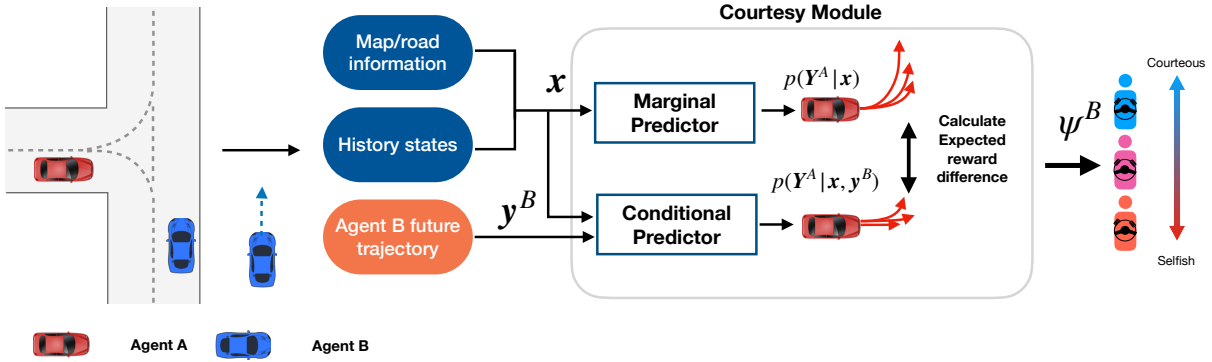 Courtesy Module
Map/road
information
History states
Agent B future
trajectory
x
y^B
Marginal
Predictor
Conditional
Predictor
p(Y^A|x)
p(Y^A|x, y^B)
Calculate
Expected
reward
difference
ψ^B
Courteous
Selfish
Agent A
Agent B